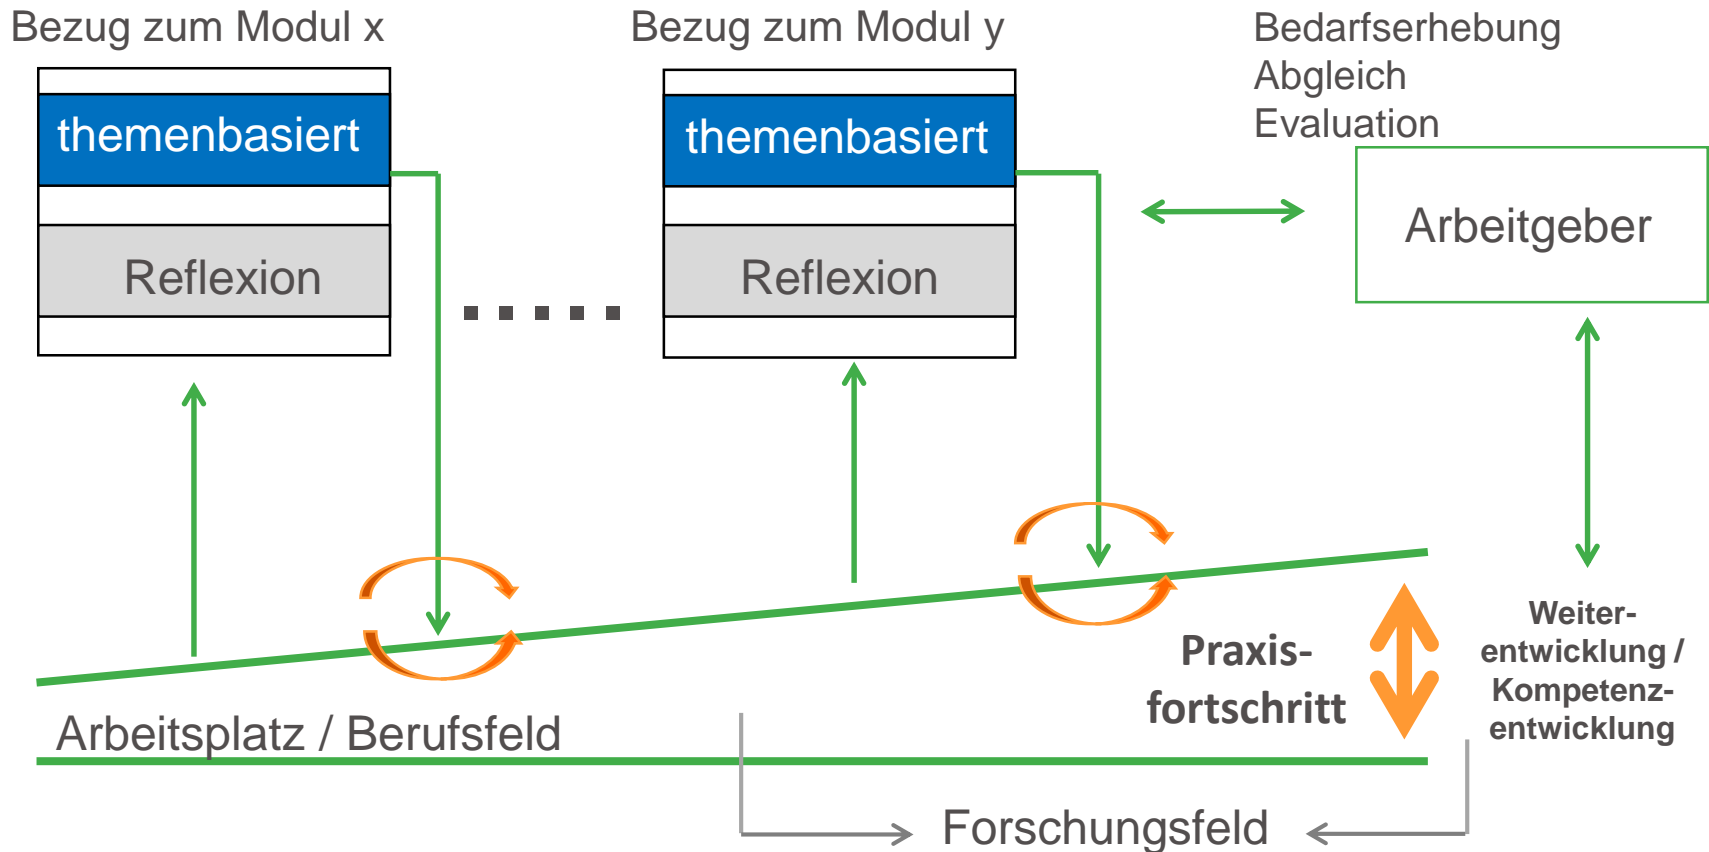 Bezug zum Modul x
themenbasiert
Reflexion
Bezug zum Modul y
themenbasiert
Reflexion
Bedarfserhebung
Abgleich
Evaluation
Arbeitgeber
Praxis-
fortschritt
Weiter-
entwicklung /
Kompetenz-
entwicklung
Arbeitsplatz / Berufsfeld
Forschungsfeld